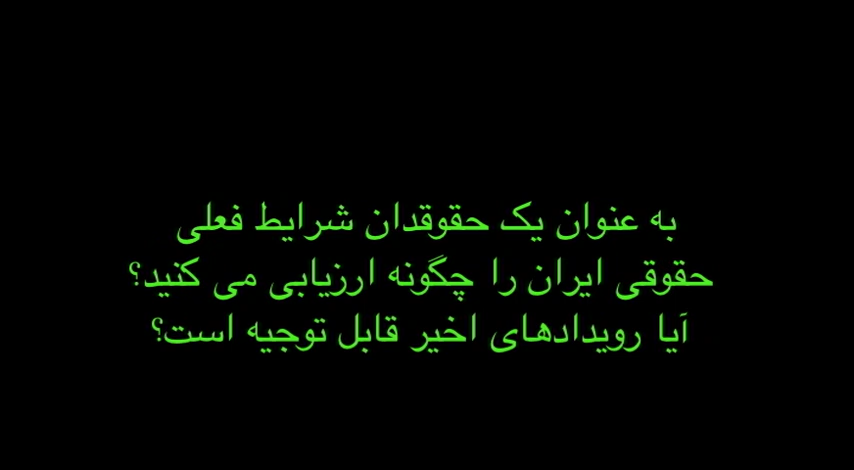 به عنوان یک حقوقدان شرایط فعلی
حقوقی ایران را چگونه ارزیابی می کنید؟
آیا رویدادهای اخیر قابل توجیه است؟